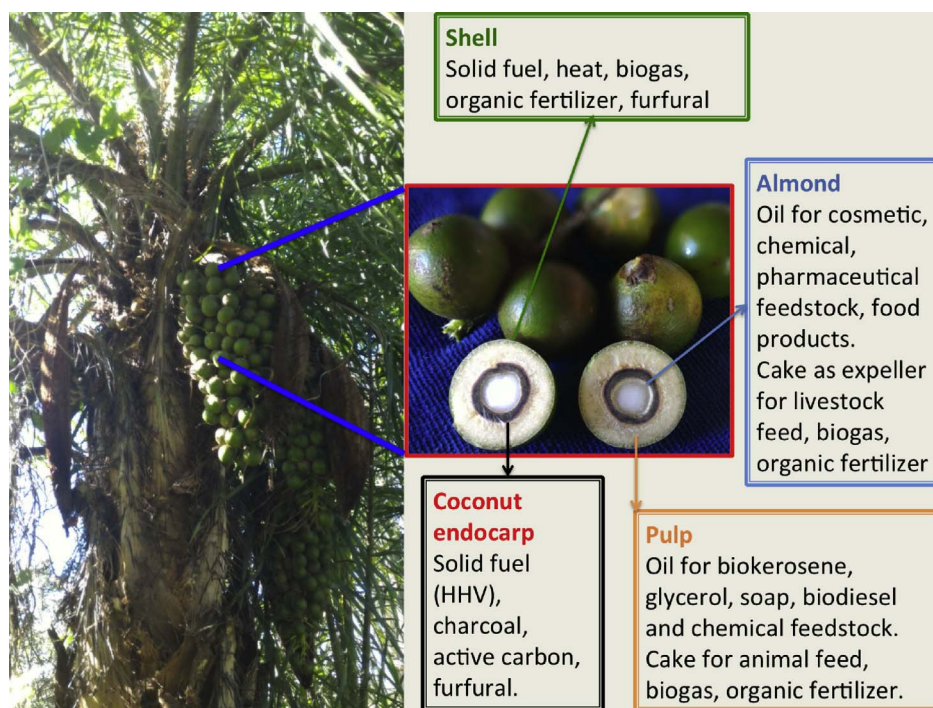 Shell
Solid fuel, heat, biogas,
organic fertilizer, furfural
Almond
Oil for cosmetic,
chemical,
pharmaceutical
feedstock, food
products.
Cake as expeller
for livestock
feed, biogas,
organic fertilizer
Coconut
endocarp
Solid fuel
(HHV),
charcoal,
active carbon,
furfural.
Pulp
Oil for biokerosene,
glycerol, soap, biodiesel
and chemical feedstock.
Cake for animal feed,
biogas, organic fertilizer.